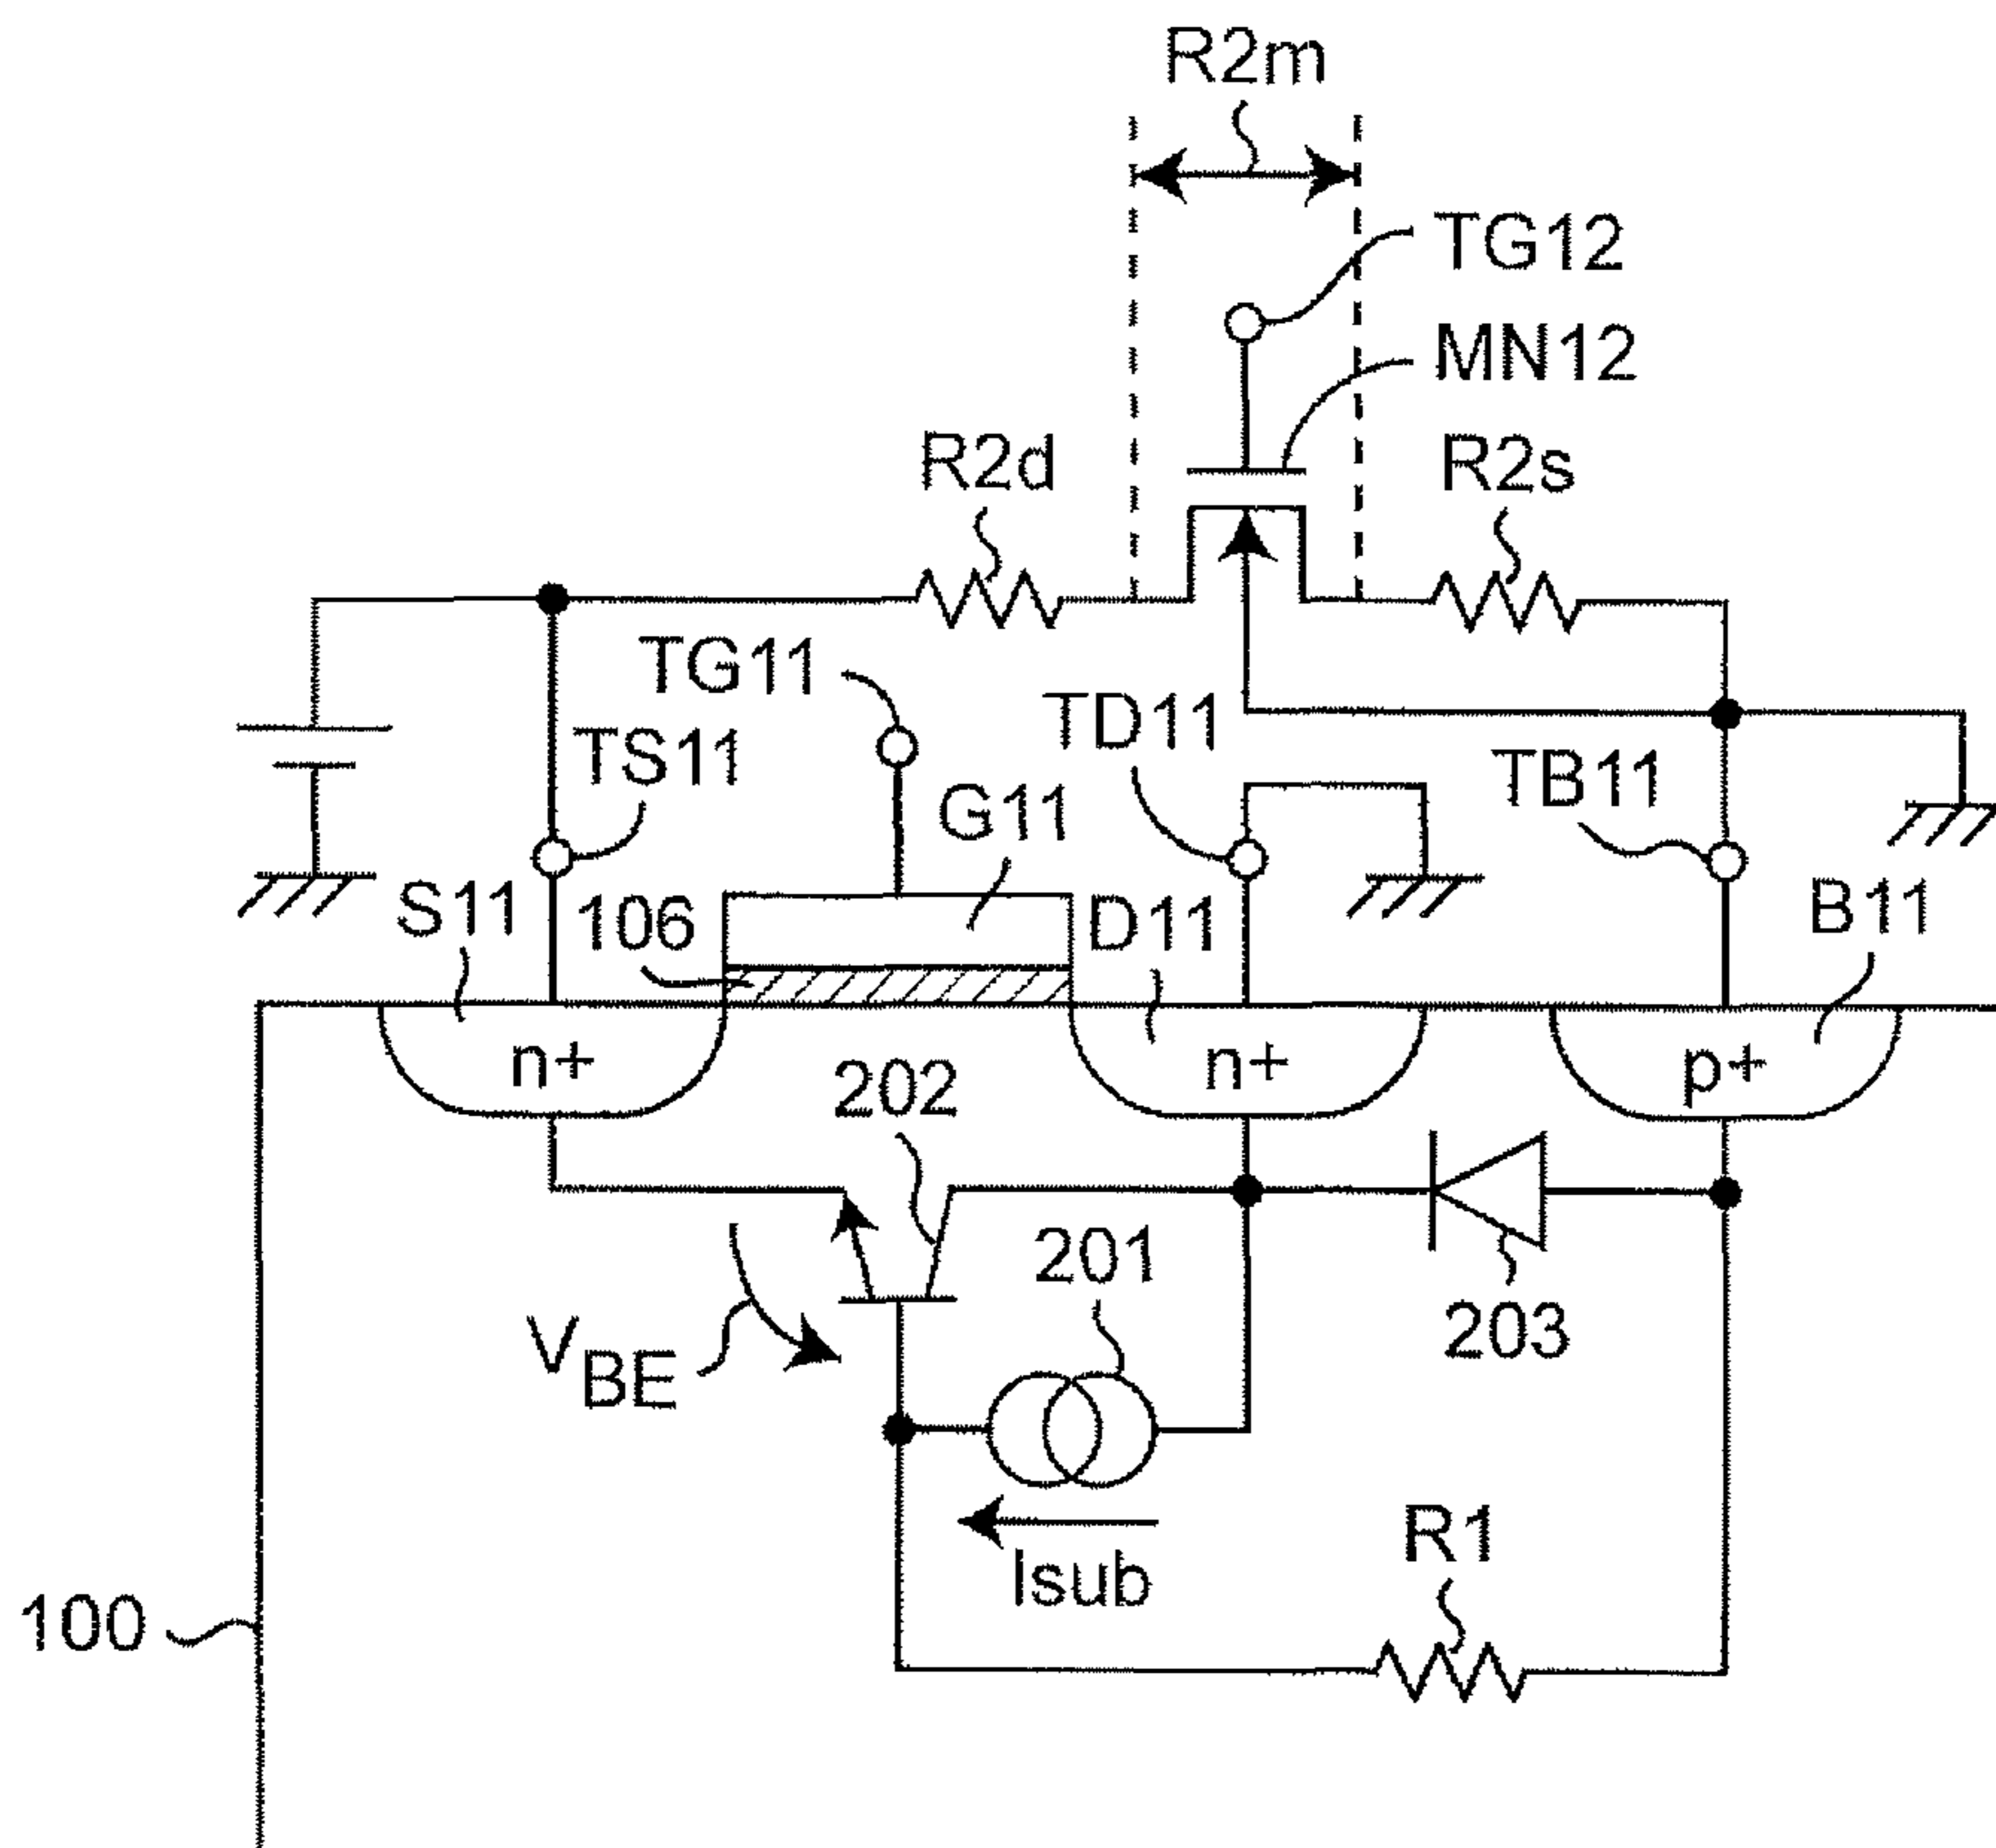 R2m
TG12
MN12
R2d
R2s
TG11
TD11
TS11
TB11
G11
S11
106
D11
B11
n+
n+
p+
202
201
203
VBE
Isub
R1
100